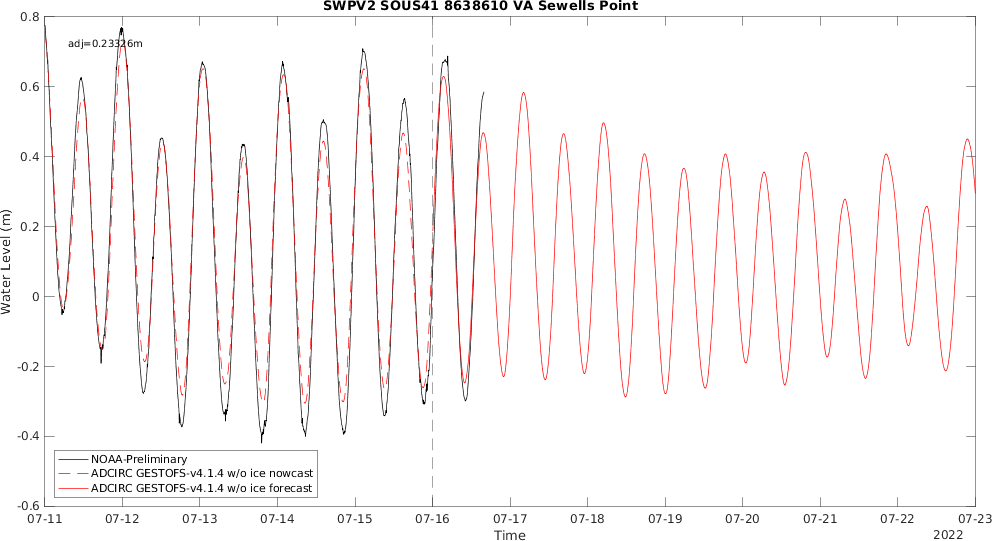 SWPV2 SOUS41 8638610 VA Sewells Point
adj=0.23326m
0.8
0.6
0.4
0.2
0
-0.2
-0.4
-0.6
Water Level (m)
NOAA-Preliminary
ADCIRC GESTOFS-v4.1.4 w/o ice nowcast
ADCIRC GESTOFS-v4.1.4 w/o ice forecast
07-11 07-12 07-13 07-14 07-15 07-16 07-17 07-18 07-19 07-20 07-21 07-22 07-23
Time
2022